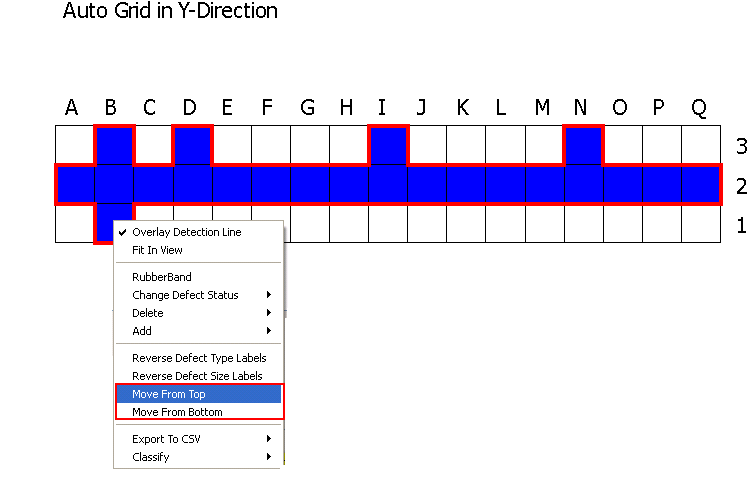 Auto Grid in Y-Direction
A B C D E F G H I J K L M N O P Q
3
2
1
Overlay Detection Line
Fit In View
RubberBand
Change Defect Status
Delete
Add
Reverse Defect Type Labels
Reverse Defect Size Labels
Move From Top
Move From Bottom
Export To CSV
Classify